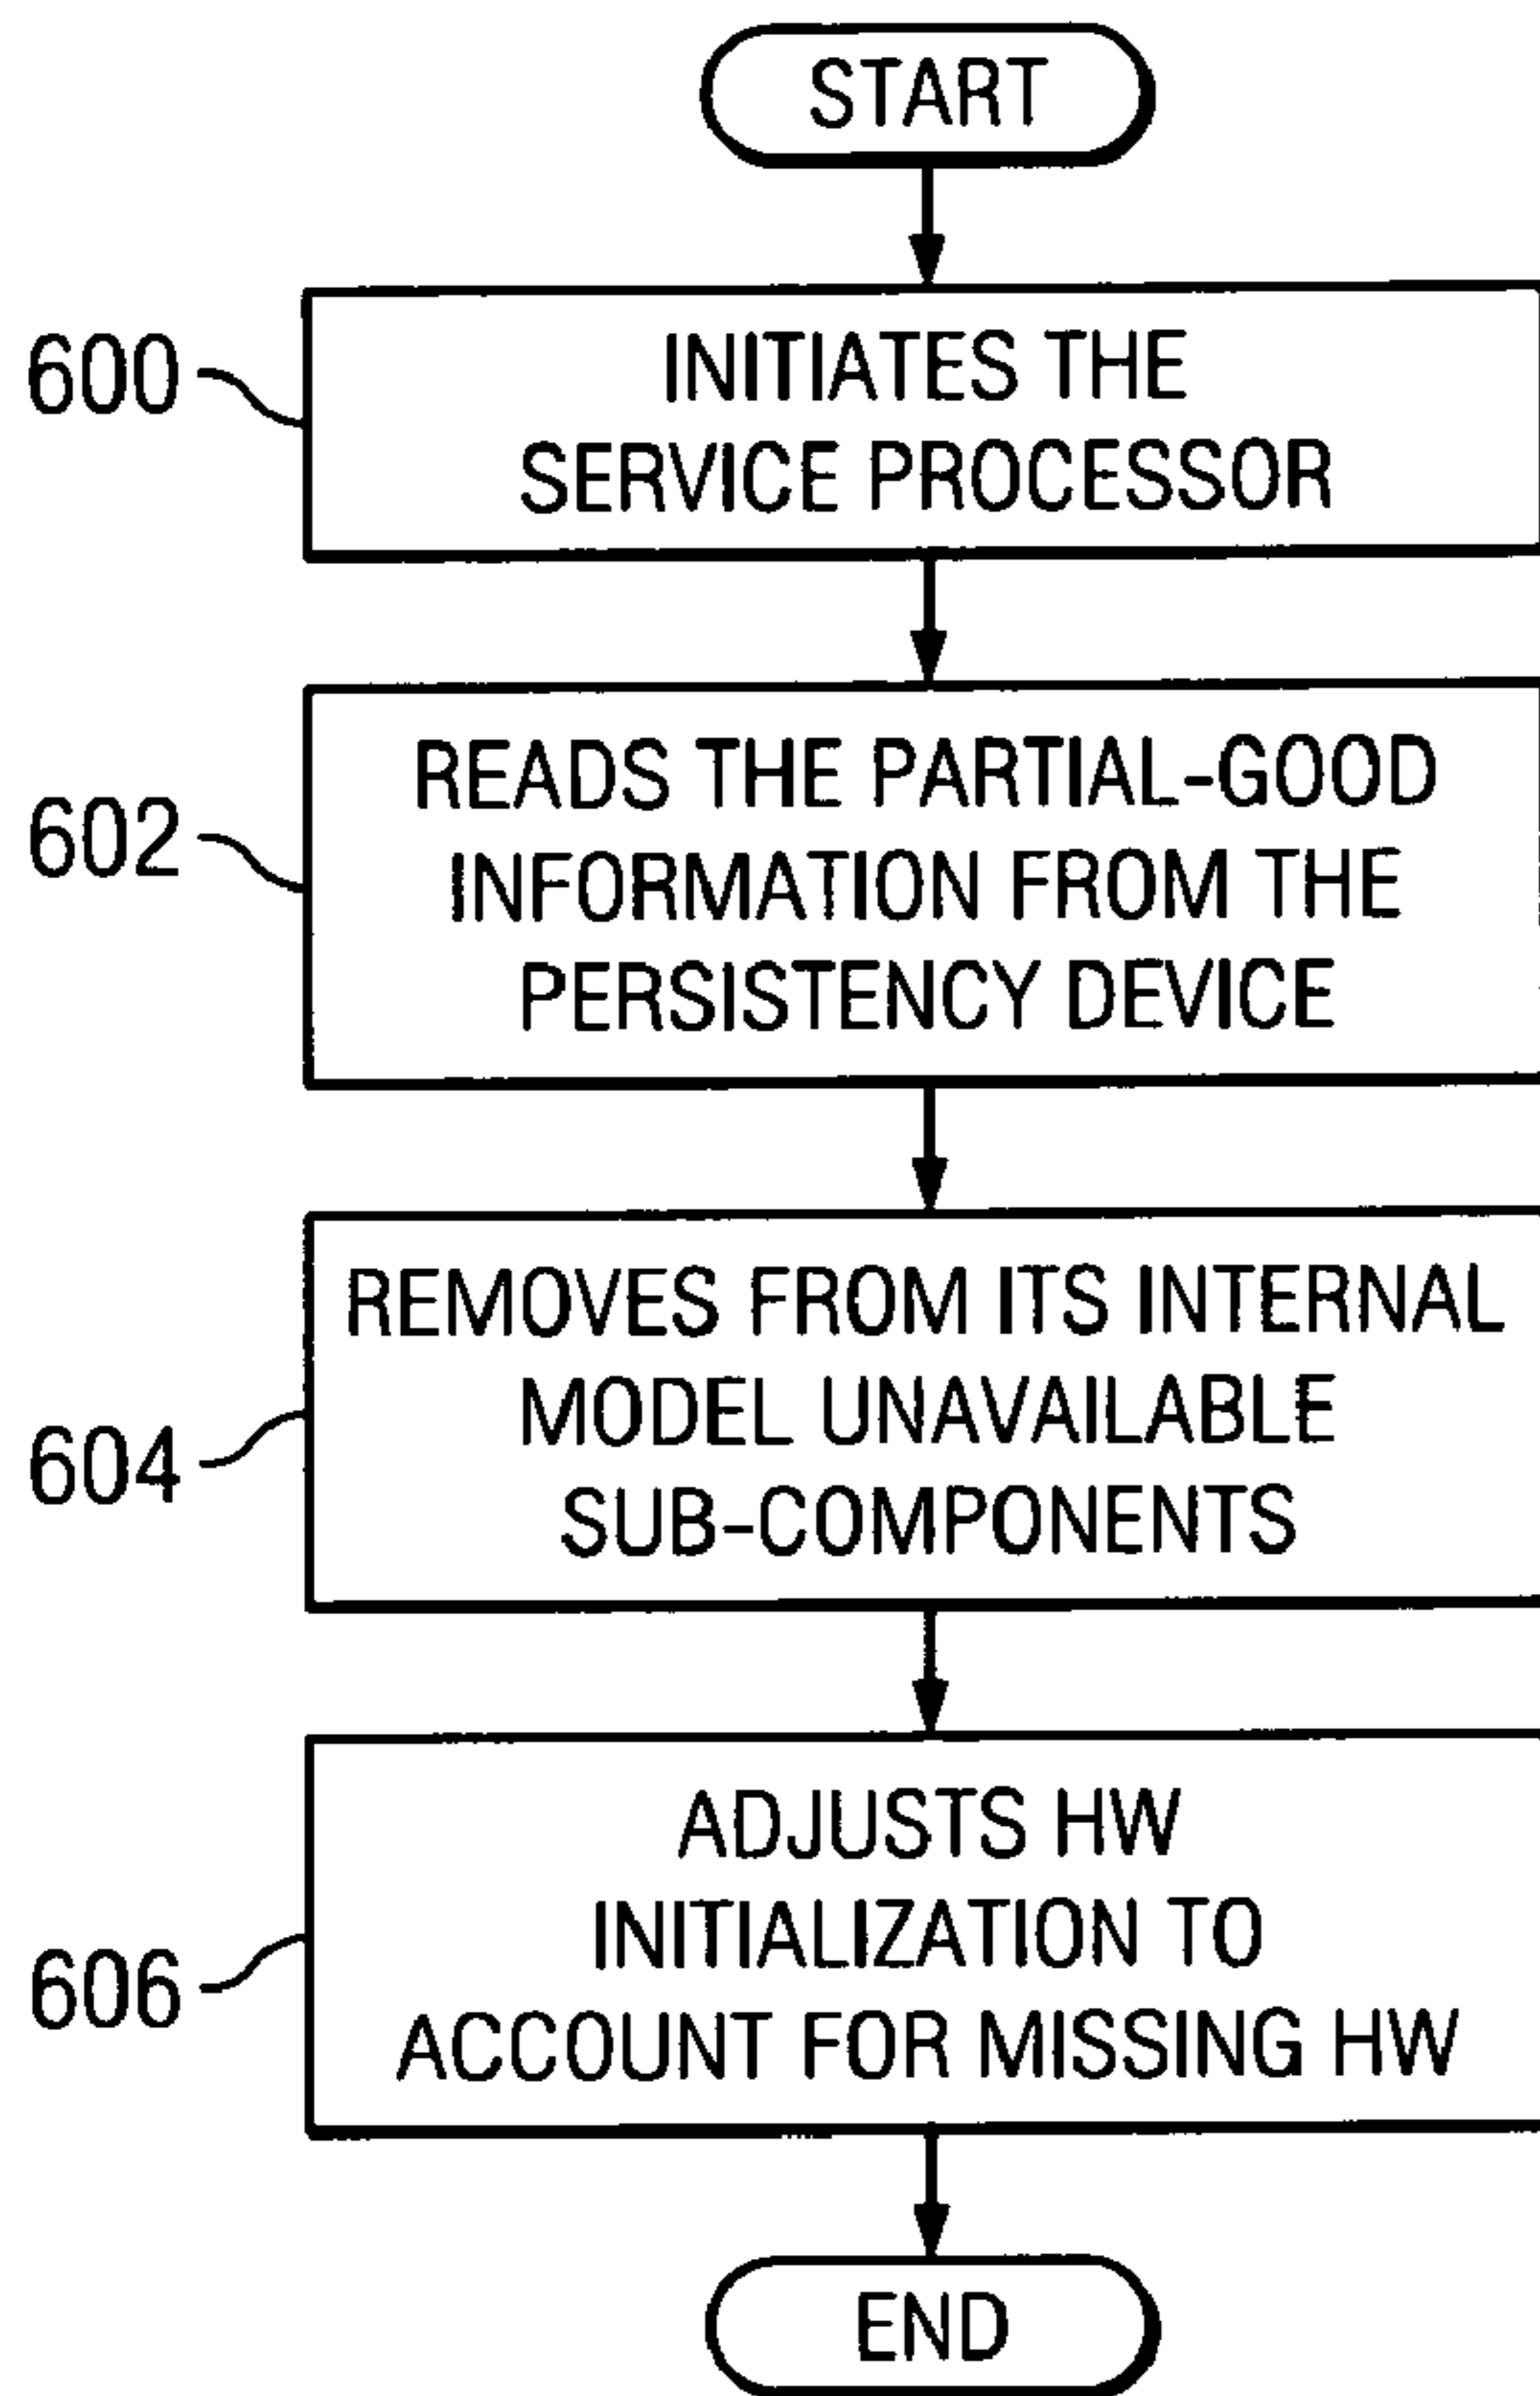 START
600
INITIATES THE
SERVICE PROCESSOR
602
READS THE PARTIAL-GOOD
INFORMATION FROM THE
PERSISTENCY DEVICE
604
REMOVES FROM ITS INTERNAL
MODEL UNAVAILABLE
SUB-COMPONENTS
606
ADJUSTS HW
INITIALIZATION TO
ACCOUNT FOR MISSING HW
END